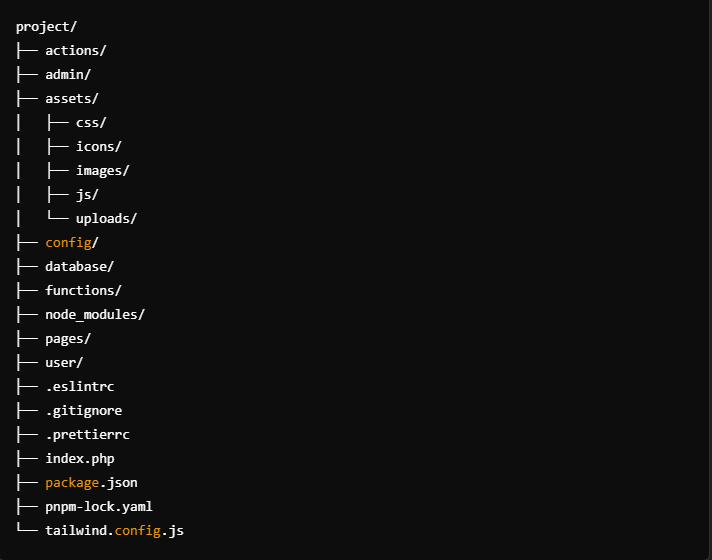 project/
├── actions/
├── admin/
├── assets/
│   ├── css/
│   ├── icons/
│   ├── images/
│   ├── js/
│   └── uploads/
├── config/
├── database/
├── functions/
├── node_modules/
├── pages/
├── user/
├── .eslintrc
├── .gitignore
├── .prettierrc
├── index.php
├── package.json
├── pnpm-lock.yaml
└── tailwind.config.js